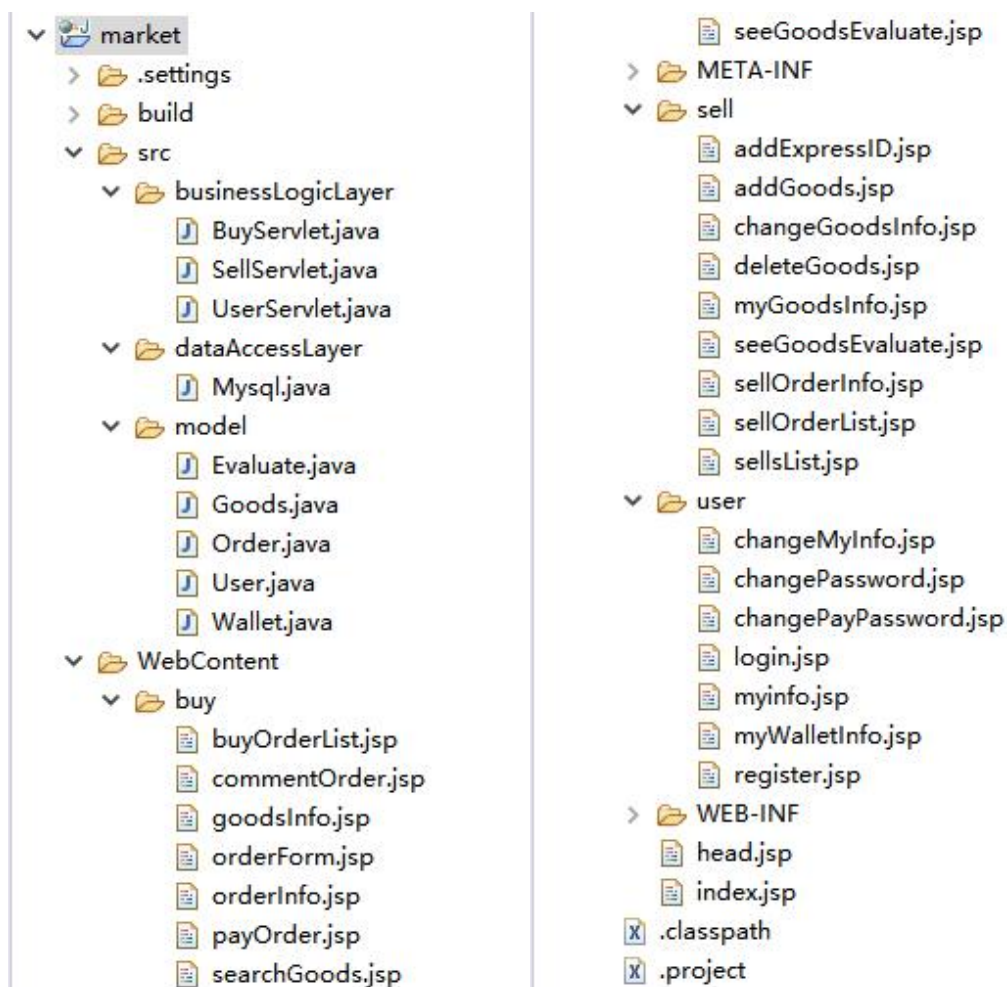 market
.settings
build
src
businessLogicLayer
BuyServlet.java
SellServlet.java
UserServlet.java
dataAccessLayer
Mysql.java
model
Evaluate.java
Goods.java
Order.java
User.java
Wallet.java
WebContent
buy
buyOrderList.jsp
commentOrder.jsp
goodsInfo.jsp
orderForm.jsp
orderInfo.jsp
payOrder.jsp
searchGoods.jsp
seeGoodsEvaluate.jsp
META-INF
sell
addExpressID.jsp
addGoods.jsp
changeGoodsInfo.jsp
deleteGoods.jsp
myGoodsInfo.jsp
seeGoodsEvaluate.jsp
sellOrderInfo.jsp
sellOrderList.jsp
sellsList.jsp
user
changeMyInfo.jsp
changePassword.jsp
changePayPassword.jsp
login.jsp
myinfo.jsp
myWalletInfo.jsp
register.jsp
WEB-INF
head.jsp
index.jsp
.classpath
.project